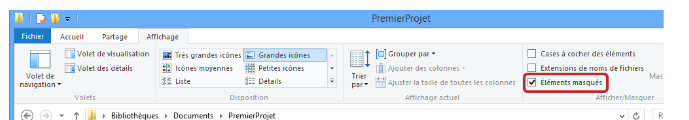 PremierProjet
Fichier Accueil Partage Affichage
Volet de navigation
Volet de visualisation
Volet des détails
Volets
Très grandes icônes Grandes icônes
Icônes moyennes Petites icônes
Liste Détails
Disposition
Trier par
Grouper par
Ajouter des colonnes
Ajuster la taille de toutes les colonnes
Affichage actuel
Cases à cocher des éléments
Extensions de noms de fichiers
Eléments masqués
Mas
Afficher/Masquer
Bibliothèques Documents PremierProjet
R